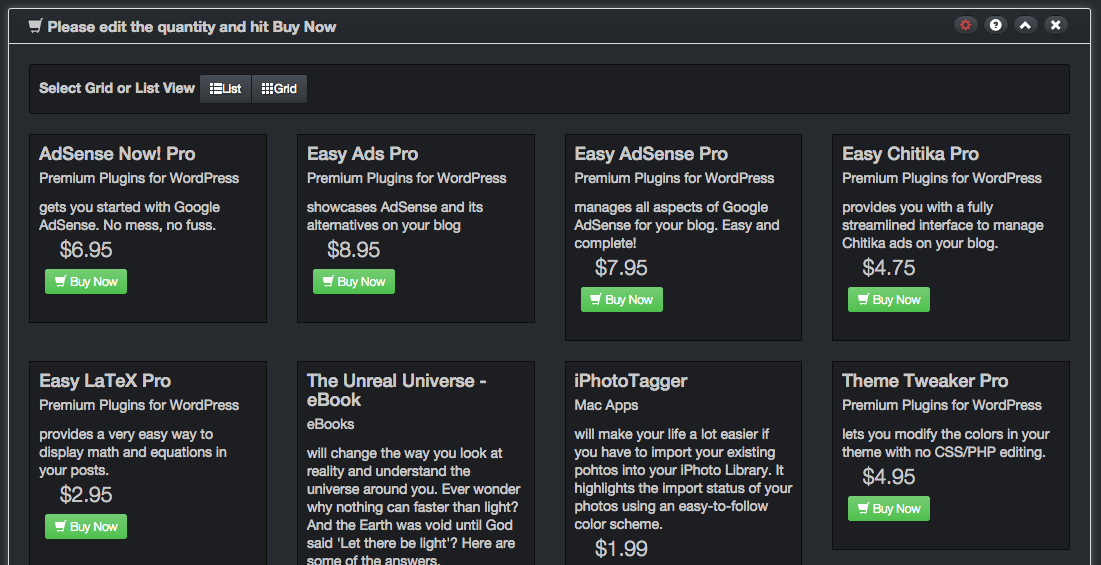 Please edit the quantity and hit Buy Now
Select Grid or List View List Grid
AdSense Now! Pro
Premium Plugins for WordPress
gets you started with Google
AdSense. No mess, no fuss.
$6.95
Buy Now
Easy Ads Pro
Premium Plugins for WordPress
showcases AdSense and its
alternatives on your blog
$8.95
Buy Now
Easy AdSense Pro
Premium Plugins for WordPress
manages all aspects of Google
AdSense for your blog. Easy and
complete!
$7.95
Buy Now
Easy Chitika Pro
Premium Plugins for WordPress
provides you with a fully
streamlined interface to manage
Chitika ads on your blog.
$4.75
Buy Now
Easy LaTeX Pro
Premium Plugins for WordPress
provides a very easy way to
display math and equations in
your posts.
$2.95
Buy Now
The Unreal Universe -
eBook
eBooks
will change the way you look at
reality and understand the
universe around you. Ever wonder
why nothing can faster than light?
And the Earth was void until God
said 'Let there be light'? Here are
some of the answers.
iPhotoTagger
Mac Apps
will make your life a lot easier if
you have to import your existing
pohtos into your iPhoto Library. It
highlights the import status of your
photos using an easy-to-follow
color scheme.
$1.99
Theme Tweaker Pro
Premium Plugins for WordPress
lets you modify the colors in your
theme with no CSS/PHP editing.
$4.95
Buy Now